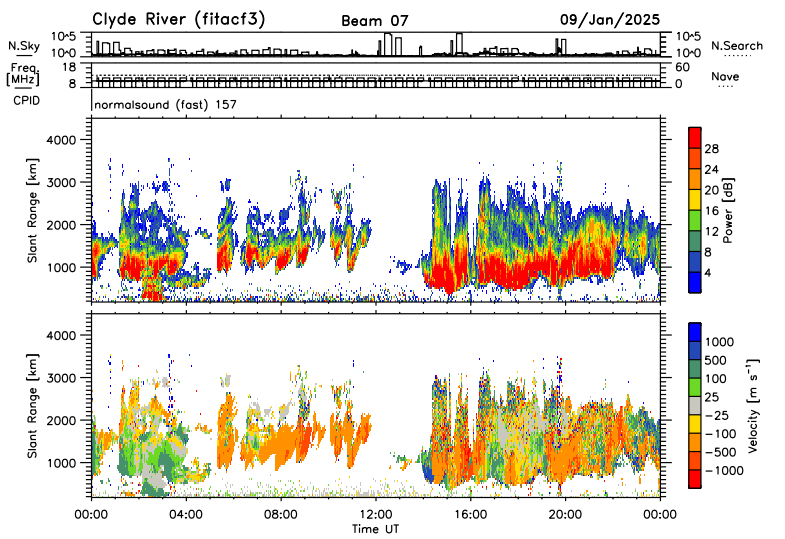 Clyde River (fitacf3) Beam 07 09/Jan/2025
N.Sky 10+5 10+0 10+5 10+0 N.Search
Freq. [MHz] 18 8 60 0 Nave
CPID normalsound (fast) 157
Slant Range [km] 4000 3000 2000 1000
28 24 20 16 12 8 4 Power [dB]
Slant Range [km] 4000 3000 2000 1000
1000 500 100 25 −25 −100 −500 −1000 Velocity [m s⁻¹]
00:00 04:00 08:00 12:00 16:00 20:00 00:00
Time UT